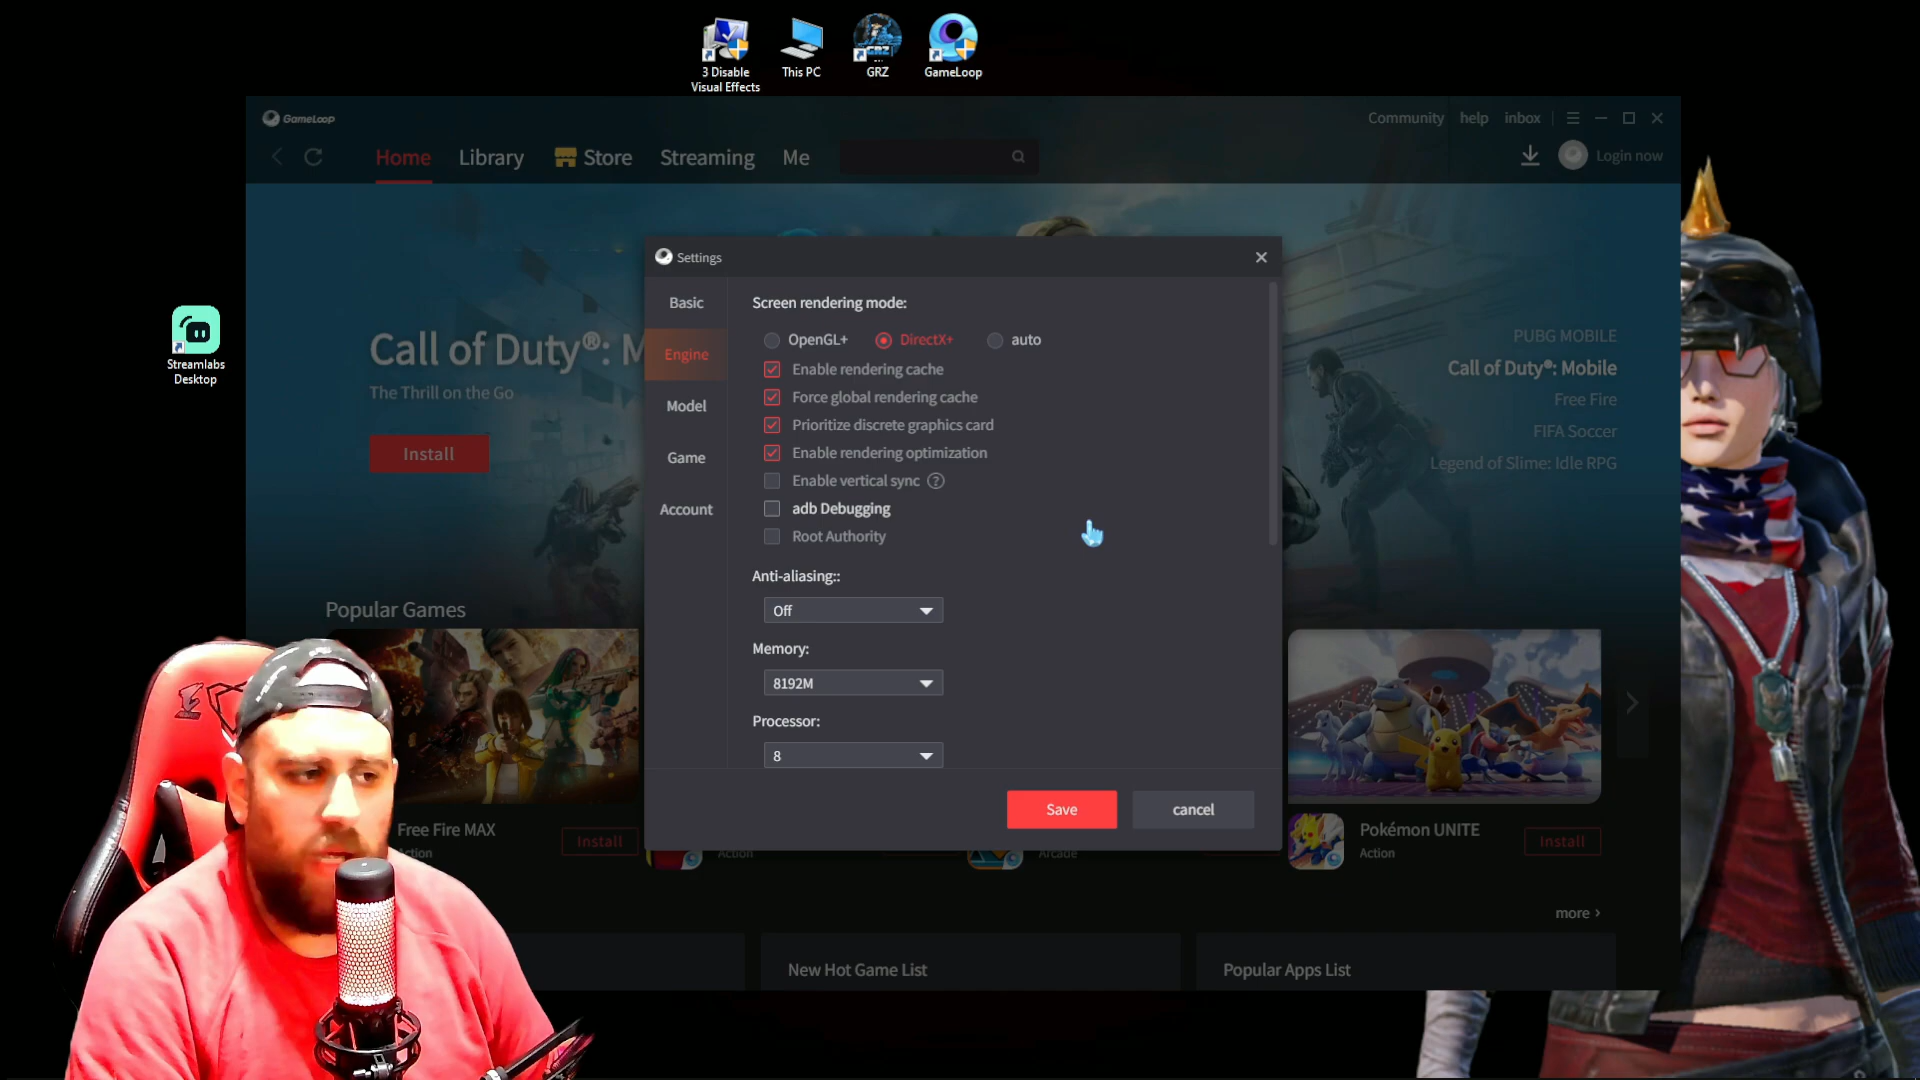 3 Disable
Visual Effects
This PC
GRZ
GameLoop
GameLoop
Community
help
inbox
Home
Library
Store
Streaming
Me
Login now
Streamlabs
Desktop
Call of Duty®: M
The Thrill on the Go
Install
PUBG MOBILE
Call of Duty®: Mobile
Free Fire
FIFA Soccer
Legend of Slime: Idle RPG
Settings
Basic
Engine
Model
Game
Account
Screen rendering mode:
OpenGL+
DirectX+
auto
Enable rendering cache
Force global rendering cache
Prioritize discrete graphics card
Enable rendering optimization
Enable vertical sync ?
adb Debugging
Root Authority
Anti-aliasing::
Off
Memory:
8192M
Processor:
8
Save
cancel
Popular Games
Free Fire MAX
Action
Install
Action
Arcade
Pokémon UNITE
Action
Install
more >
New Hot Game List
Popular Apps List